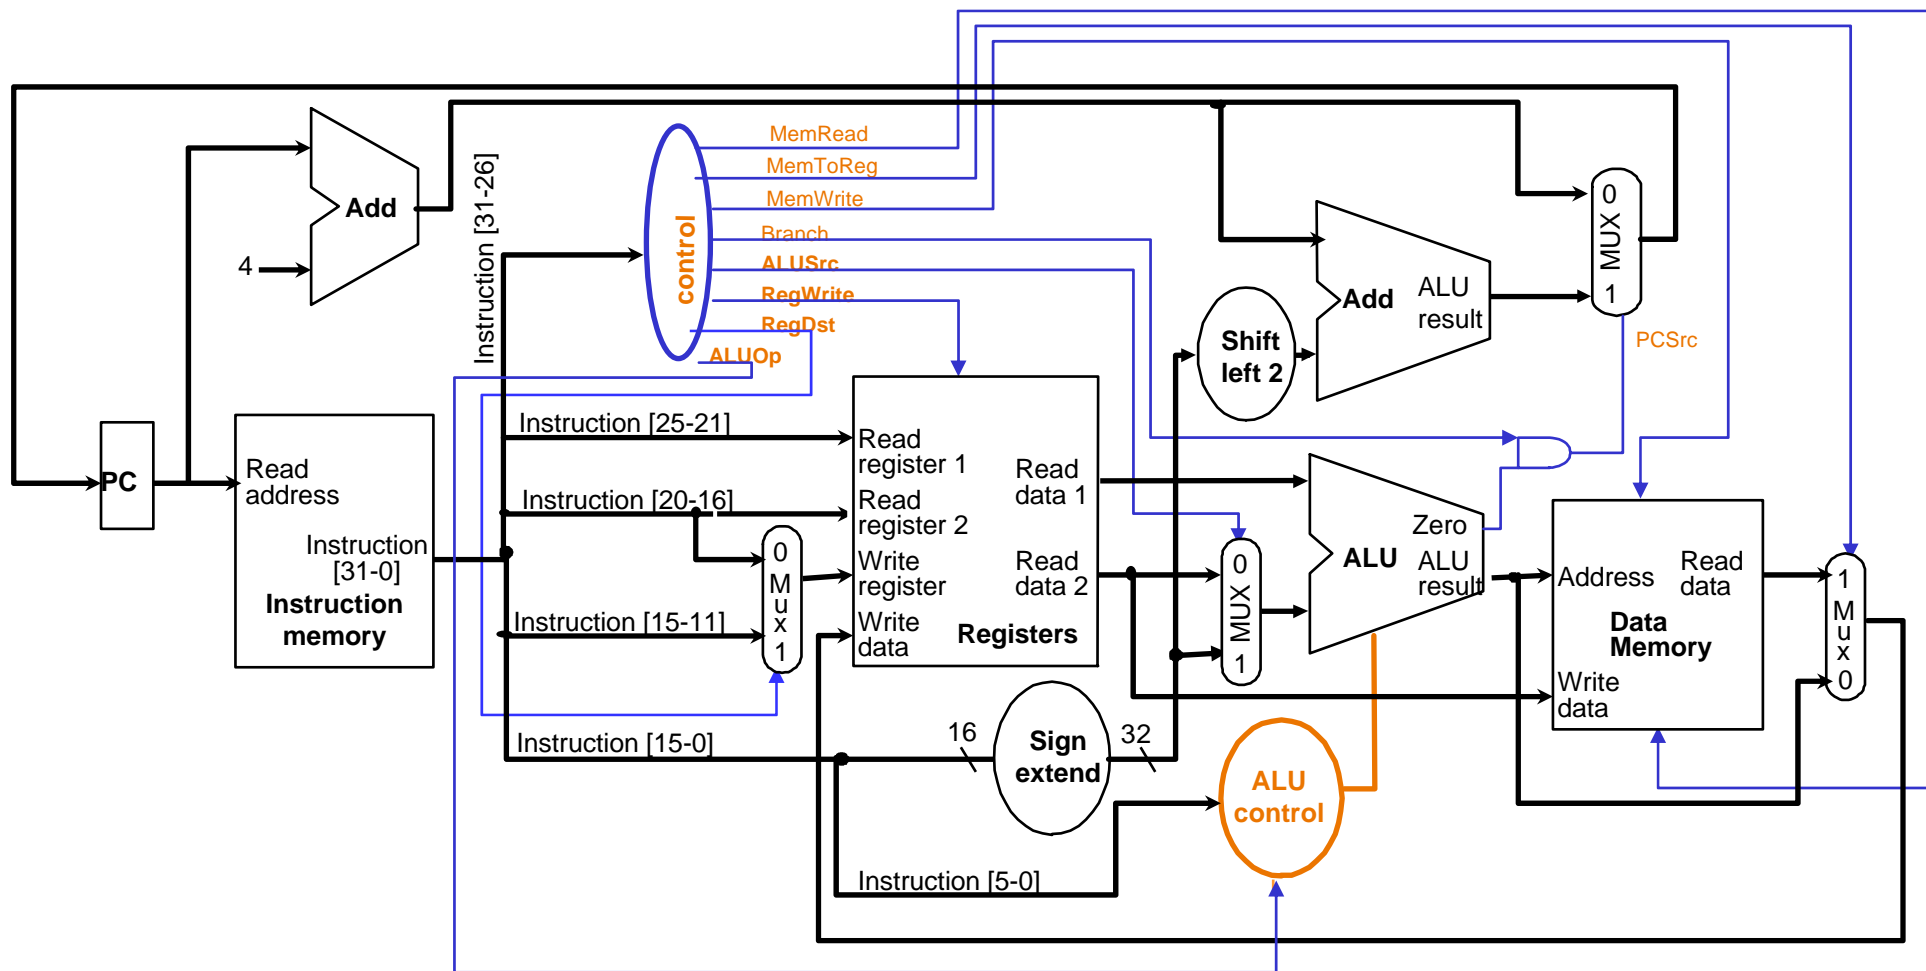 MemRead
MemToReg
MemWrite
Branch
ALUSrc
RegWrite
RegDst
ALUOp
control
Instruction [31-26]
Add
4
0
MUX
1
Add
ALU
result
Shift
left 2
PCSrc
PC
Read
address
Instruction
[31-0]
Instruction
memory
Instruction [25-21]
Instruction [20-16]
Instruction [15-11]
Instruction [15-0]
Instruction [5-0]
0
M
u
x
1
Read
register 1
Read
register 2
Write
register
Write
data
Read
data 1
Read
data 2
Registers
0
MUX
1
Zero
ALU
ALU
result
Address
Read
data
Data
Memory
Write
data
1
M
u
x
0
16
Sign
extend
32
ALU
control